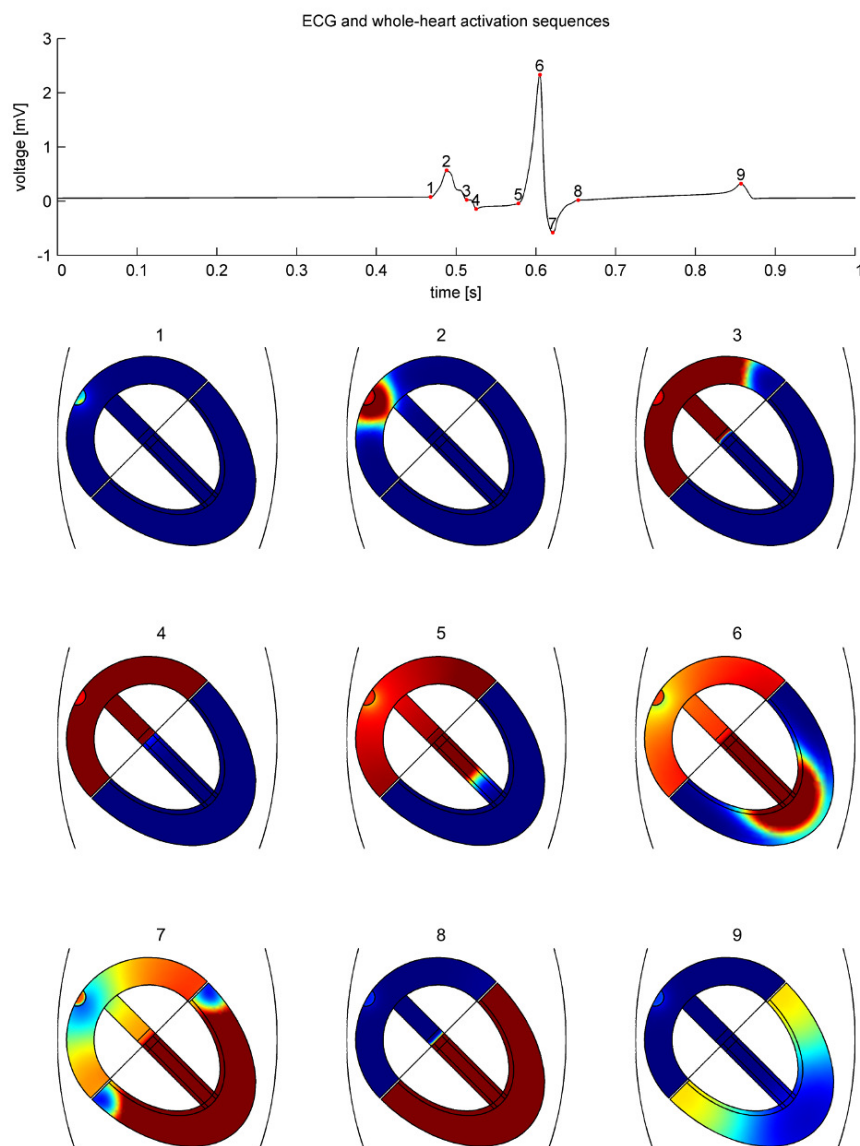 ECG and whole-heart activation sequences
3
2
1
0
-1
voltage [mV]
1 2 3 4 5 6 7 8 9
0 0.1 0.2 0.3 0.4 0.5 0.6 0.7 0.8 0.9 1
time [s]
1 2 3
4 5 6
7 8 9